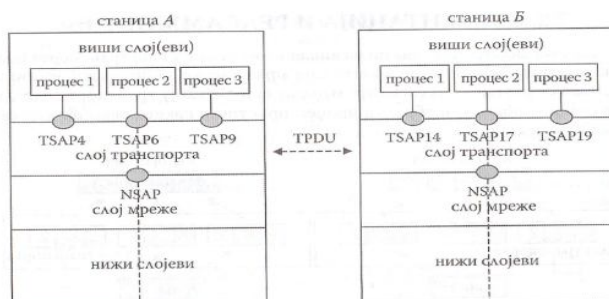 станица А
виши слој(еви)
процес 1 процес 2 процес 3
TSAP4 TSAP6 TSAP9
слој транспорта
NSAP
слој мреже
нижи слојеви
TPDU
станица Б
виши слој(еви)
процес 1 процес 2 процес 3
TSAP14 TSAP17 TSAP19
слој транспорта
NSAP
слој мреже
нижи слојеви